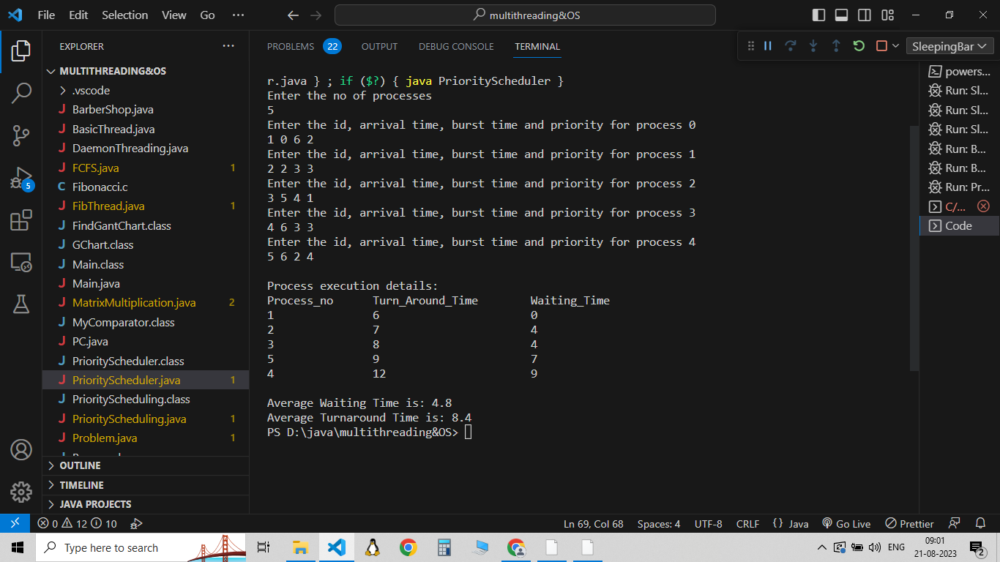 File Edit Selection View Go ···
multithreading&OS
EXPLORER ···
MULTITHREADING&OS
.vscode
J BarberShop.java
J BasicThread.java
J DaemonThreading.java
J FCFS.java 1
C Fibonacci.c
J FibThread.java 1
J FindGantChart.class
J GChart.class
J Main.class
J Main.java
J MatrixMultiplication.java 2
J MyComparator.class
J PC.java
J PriorityScheduler.class
J PriorityScheduler.java 1
J PriorityScheduling.class
J PriorityScheduling.java 1
J Problem.java 1
OUTLINE
TIMELINE
JAVA PROJECTS
5
PROBLEMS 22 OUTPUT DEBUG CONSOLE TERMINAL
SleepingBar
r.java } ; if ($?) { java PriorityScheduler }
Enter the no of processes
5
Enter the id, arrival time, burst time and priority for process 0
1 0 6 2
Enter the id, arrival time, burst time and priority for process 1
2 2 3 3
Enter the id, arrival time, burst time and priority for process 2
3 5 4 1
Enter the id, arrival time, burst time and priority for process 3
4 6 3 3
Enter the id, arrival time, burst time and priority for process 4
5 6 2 4
Process execution details:
Process_no Turn_Around_Time Waiting_Time
1 6 0
2 7 4
3 8 4
5 9 7
4 12 9
Average Waiting Time is: 4.8
Average Turnaround Time is: 8.4
PS D:\java\multithreading&OS>
powers...
Run: Sl...
Run: Sl...
Run: Sl...
Run: B...
Run: B...
Run: Pr...
C/...
Code
0 12 10
Ln 69, Col 68 Spaces: 4 UTF-8 CRLF {} Java Go Live Prettier
Type here to search
ENG
09:01
21-08-2023
2